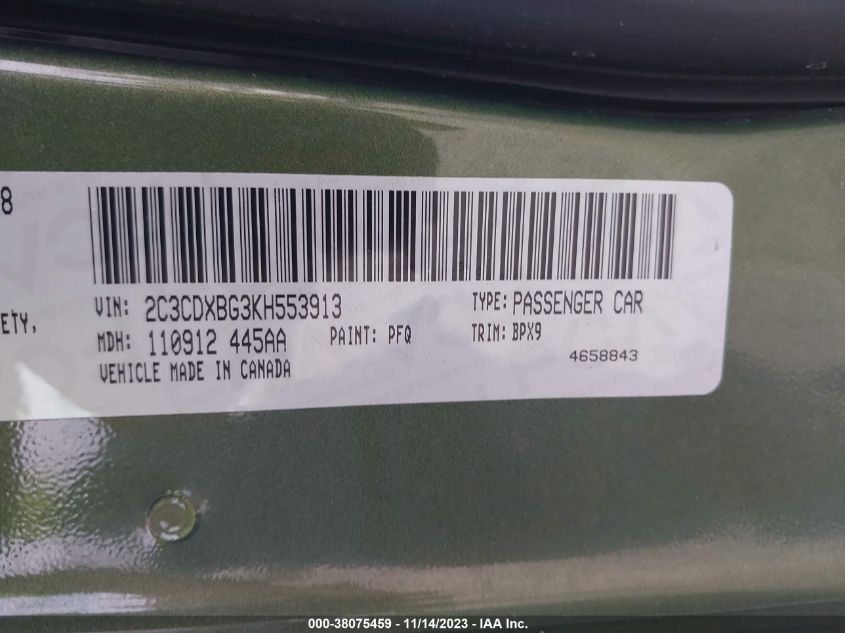 8
VIN: 2C3CDXBG3KH553913 TYPE: PASSENGER CAR
ETY,
MDH: 110912 445AA PAINT: PFQ TRIM: BPX9
VEHICLE MADE IN CANADA 4658843
000-38075459 - 11/14/2023 - IAA Inc.